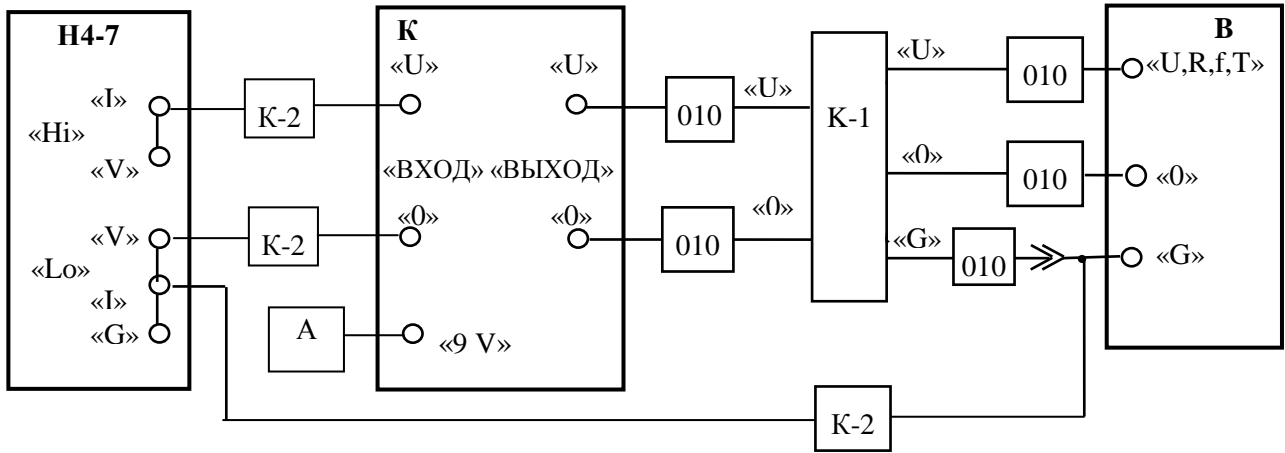 Н4-7
«I»
«Hi»
«V»
«V»
«Lo»
«I»
«G»
К-2
К-2
А
К
«U» «U»
«ВХОД» «ВЫХОД»
«0» «0»
«9 V»
010
«U»
010
«0»
К-1
«U»
010
«0»
010
«G»
010
К-2
В
«U,R,f,T»
«0»
«G»